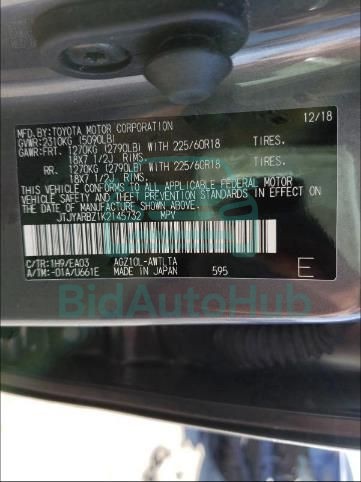 12/18
MFD.BY:TOYOTA MOTOR CORPORATION
GVWR:2310KG (5090LB)
GAWR:FRT. 1270KG (2790LB) WITH 225/60R18 TIRES.
18X7 1/2J RIMS.
RR. 1270KG (2790LB) WITH 225/60R18 TIRES.
18X7 1/2J RIMS.
THIS VEHICLE CONFORMS TO ALL APPLICABLE FEDERAL MOTOR
VEHICLE SAFETY AND THEFT PREVENTION STANDARDS
IN EFFECT ON THE DATE OF MANUFACTURE SHOWN ABOVE.
JTJYARBZ1K2145732 MPV
C/TR:1H9/EA03 AGZ10L-AWTLTA
A/TM:-01A/U661E MADE IN JAPAN 595 E
BidAutoHub